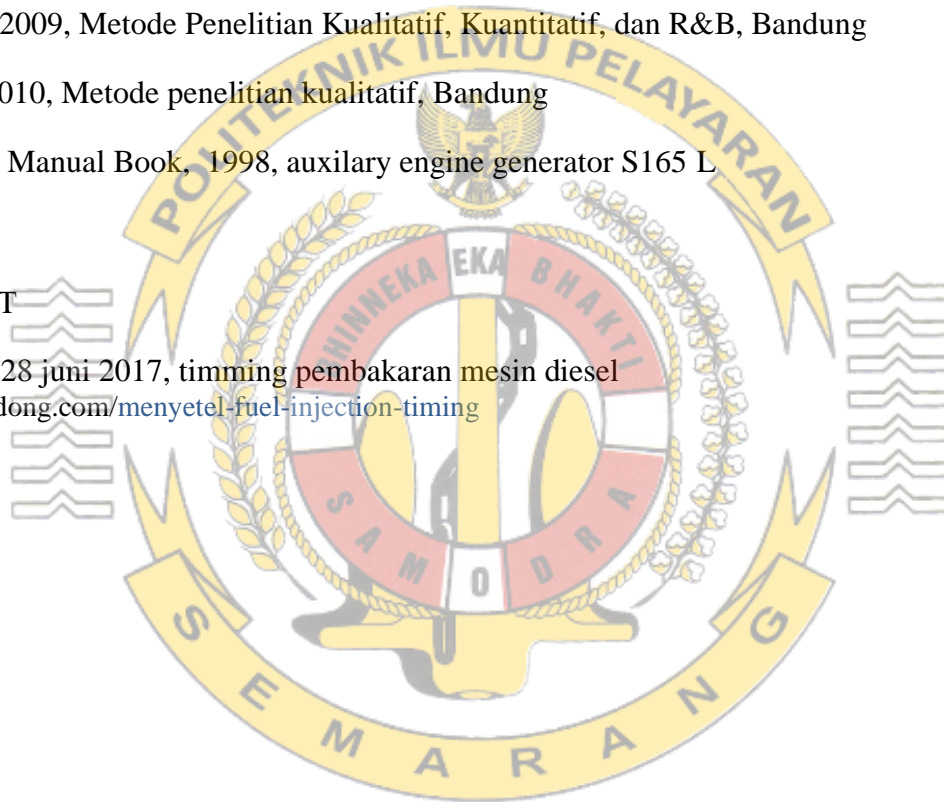 2009, Metode Penelitian Kualitatif, Kuantitatif, dan R&B, Bandung
010, Metode penelitian kualitatif, Bandung
Manual Book, 1998, auxilary engine generator S165 L
T
28 juni 2017, timming pembakaran mesin diesel
dong.com/menyetel-fuel-injection-timing
POLITEKNIK ILMU PELAYARAN
BHINNEKA EKA BHAKTI
SAMODRA
SEMARANG